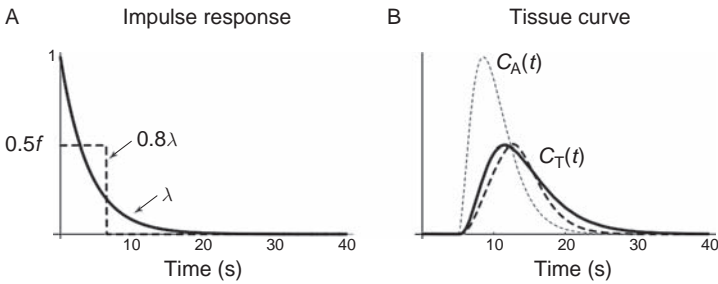 A Impulse response
1
0.5f
0.8λ
λ
10 20 30 40
Time (s)
B Tissue curve
C_A(t)
C_T(t)
10 20 30 40
Time (s)